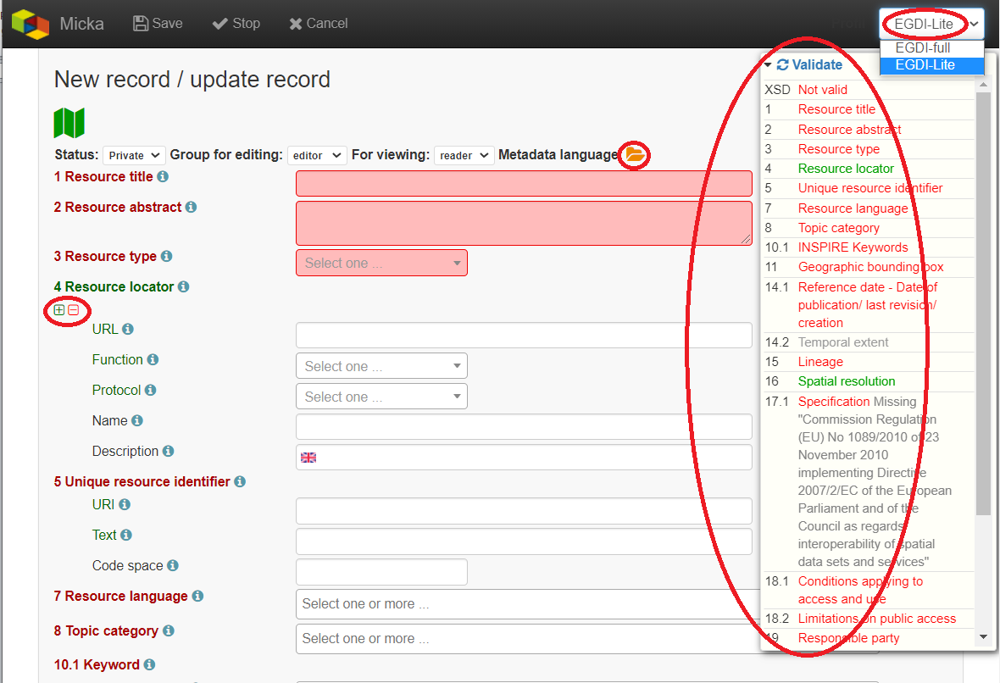 Micka Save Stop Cancel EGDI-Lite
EGDI-full
EGDI-Lite
New record / update record
Status: Private Group for editing: editor For viewing: reader Metadata language
1 Resource title
2 Resource abstract
3 Resource type Select one ...
4 Resource locator
URL
Function Select one ...
Protocol Select one ...
Name
Description
5 Unique resource identifier
URI
Text
Code space
7 Resource language Select one or more ...
8 Topic category Select one or more ...
10.1 Keyword
Validate
XSD Not valid
1 Resource title
2 Resource abstract
3 Resource type
4 Resource locator
5 Unique resource identifier
7 Resource language
8 Topic category
10.1 INSPIRE Keywords
11 Geographic bounding box
14.1 Reference date - Date of
publication/ last revision/
creation
14.2 Temporal extent
15 Lineage
16 Spatial resolution
17.1 Specification Missing
"Commission Regulation
(EU) No 1089/2010 of 23
November 2010
implementing Directive
2007/2/EC of the European
Parliament and of the
Council as regards
interoperability of spatial
data sets and services"
18.1 Conditions applying to
access and use
18.2 Limitations on public access
19 Responsible party